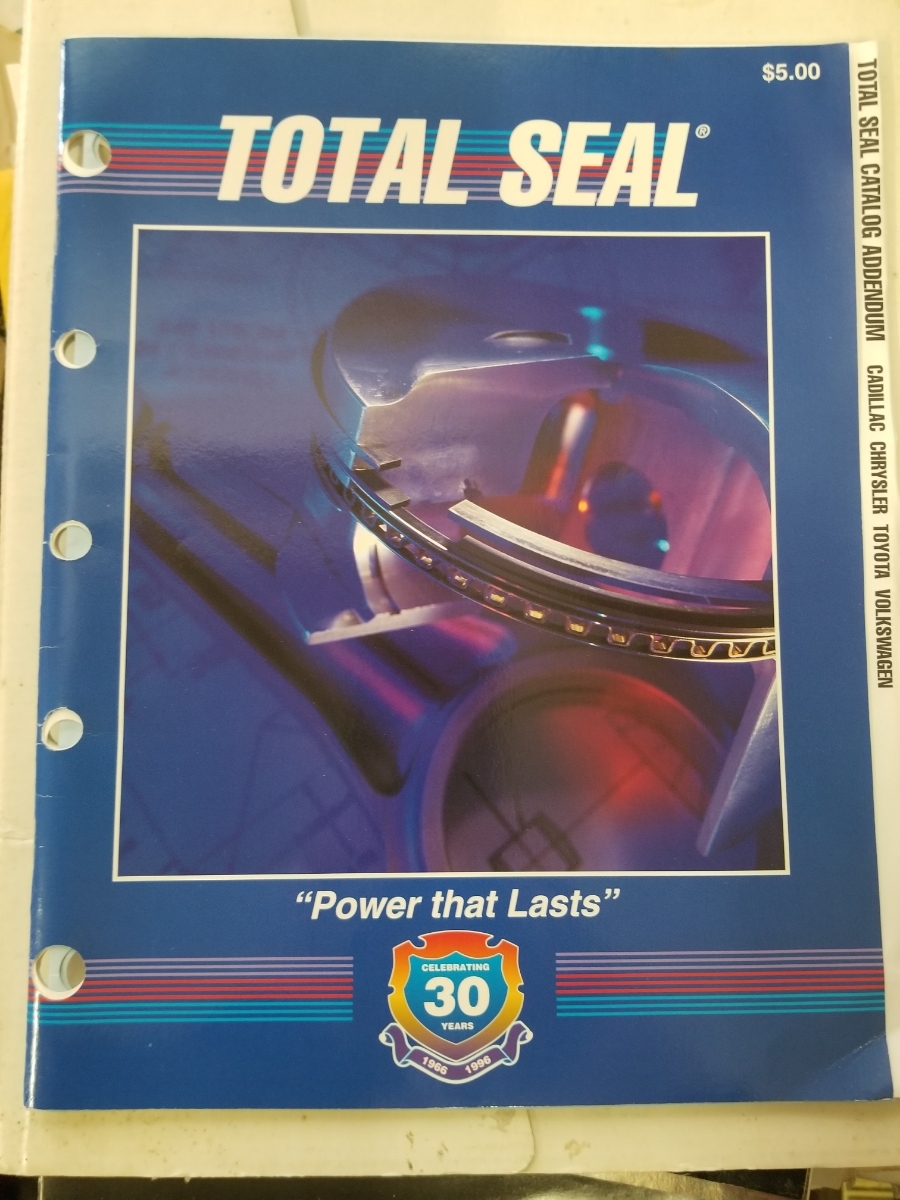 $5.00
TOTAL SEAL®
TOTAL SEAL CATALOG ADDENDUM CADILLAC CHRYSLER TOYOTA VOLKSWAGEN
“Power that Lasts”
CELEBRATING
30
YEARS
1966 1996